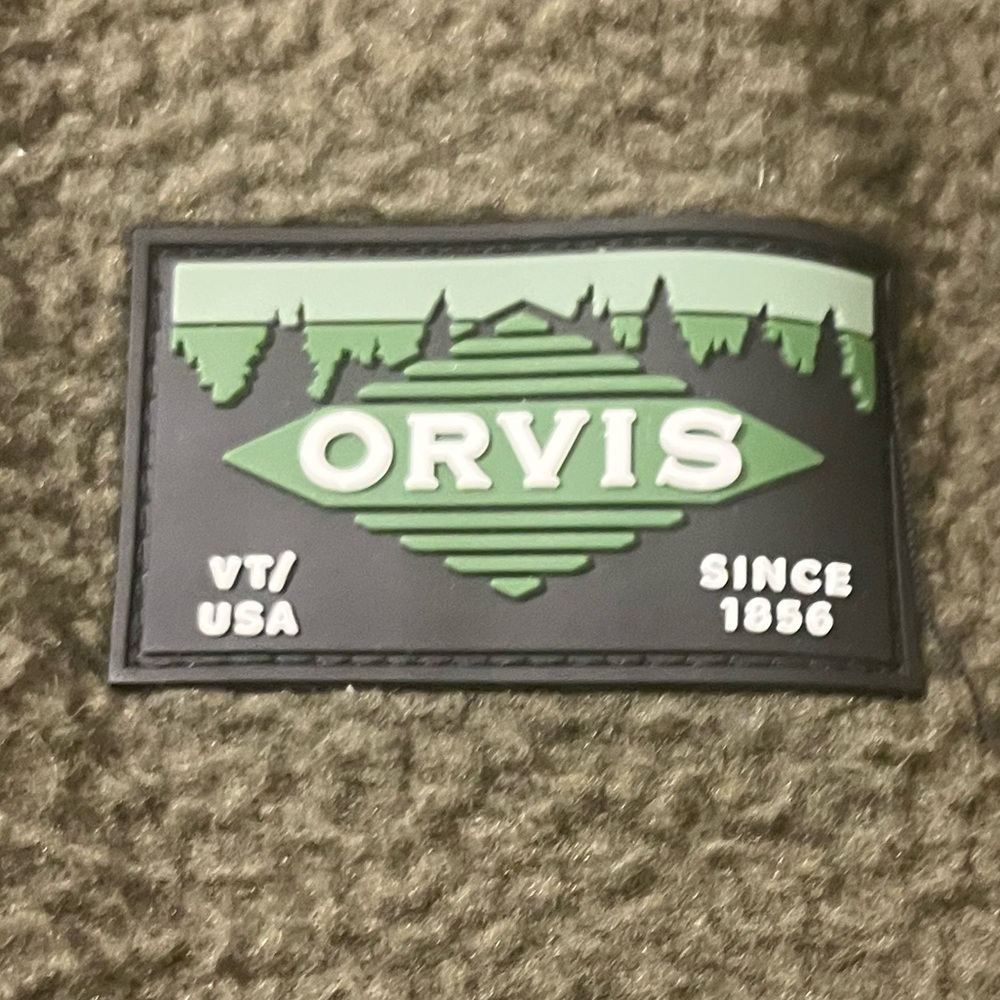 ORVIS
VT/
USA
SINCE
1856